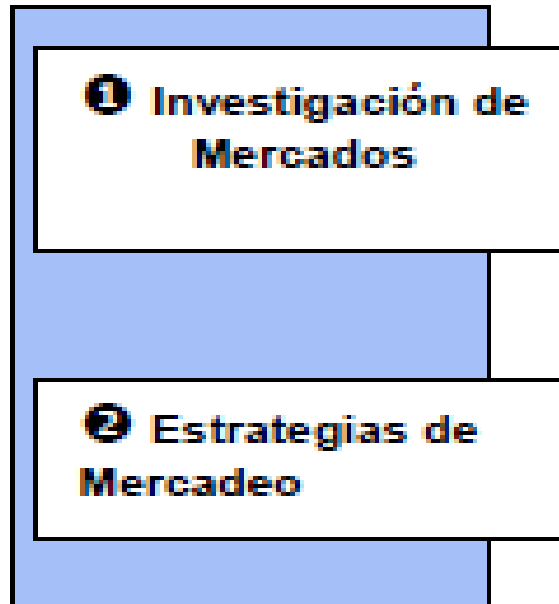 ❶ Investigación de
Mercados
❷ Estrategias de
Mercadeo